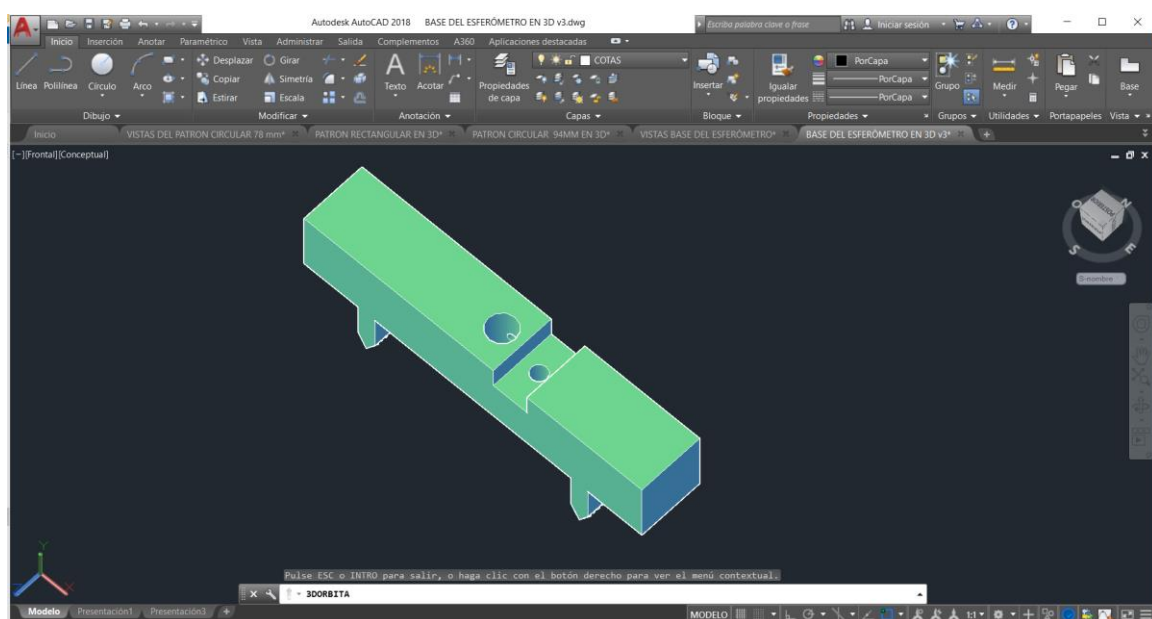 Autodesk AutoCAD 2018 BASE DEL ESFERÓMETRO EN 3D v3.dwg
Escriba palabra clave o frase
Iniciar sesión
Inicio Inserción Anotar Paramétrico Vista Administrar Salida Complementos A360 Aplicaciones destacadas
Línea Polilínea Círculo Arco
Desplazar Girar
Copiar Simetría
Estirar Escala
Texto Acotar
Propiedades de capa
COTAS
Insertar
Igualar propiedades
PorCapa
PorCapa
PorCapa
Grupo
Medir
Pegar
Base
Dibujo Modificar Anotación Capas Bloque Propiedades Grupos Utilidades Portapapeles Vista
Inicio VISTAS DEL PATRON CIRCULAR 78 mm* PATRON RECTANGULAR EN 3D* PATRON CIRCULAR 94MM EN 3D* VISTAS BASE DEL ESFERÓMETRO* BASE DEL ESFERÓMETRO EN 3D v3*
[−][Frontal][Conceptual]
N
O
S
E
POSTERIOR
S-nombre
Y
X
Pulse ESC o INTRO para salir, o haga clic con el botón derecho para ver el menú contextual.
3DORBITA
Modelo Presentación1 Presentación3 +
MODELO 1:1